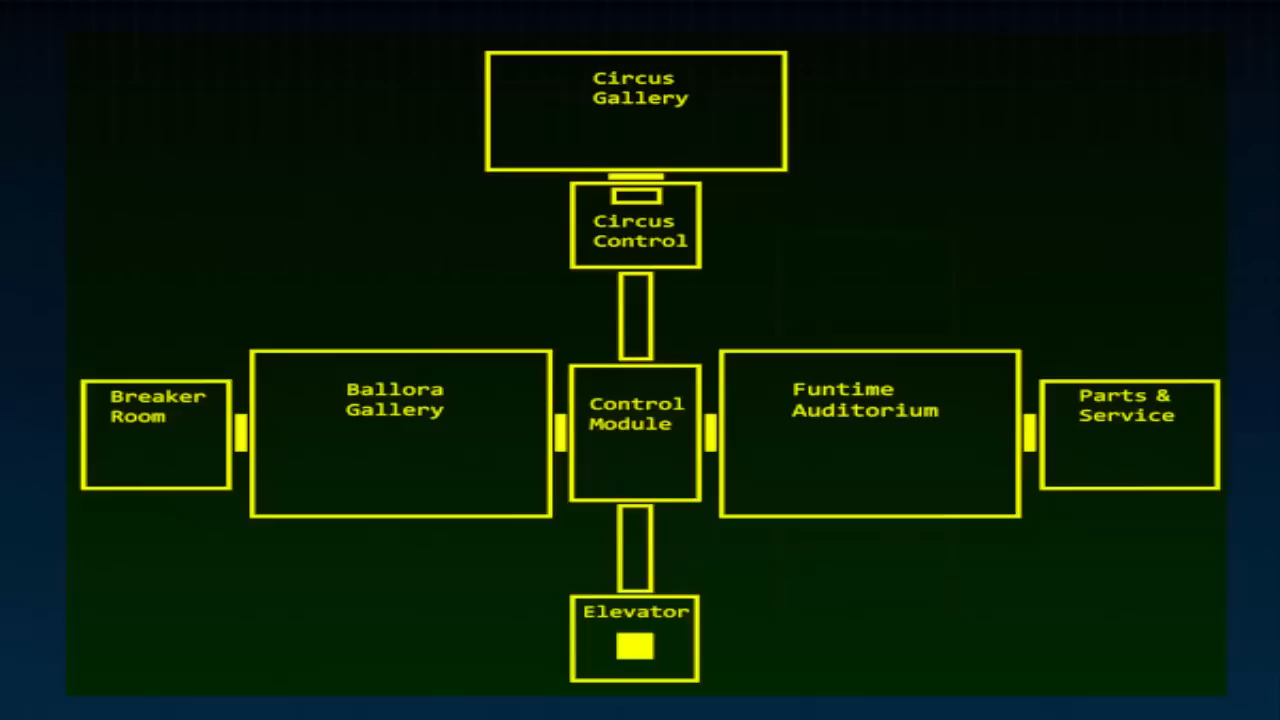 Circus
Gallery
Circus
Control
Breaker
Room
Ballora
Gallery
Control
Module
Funtime
Auditorium
Parts &
Service
Elevator